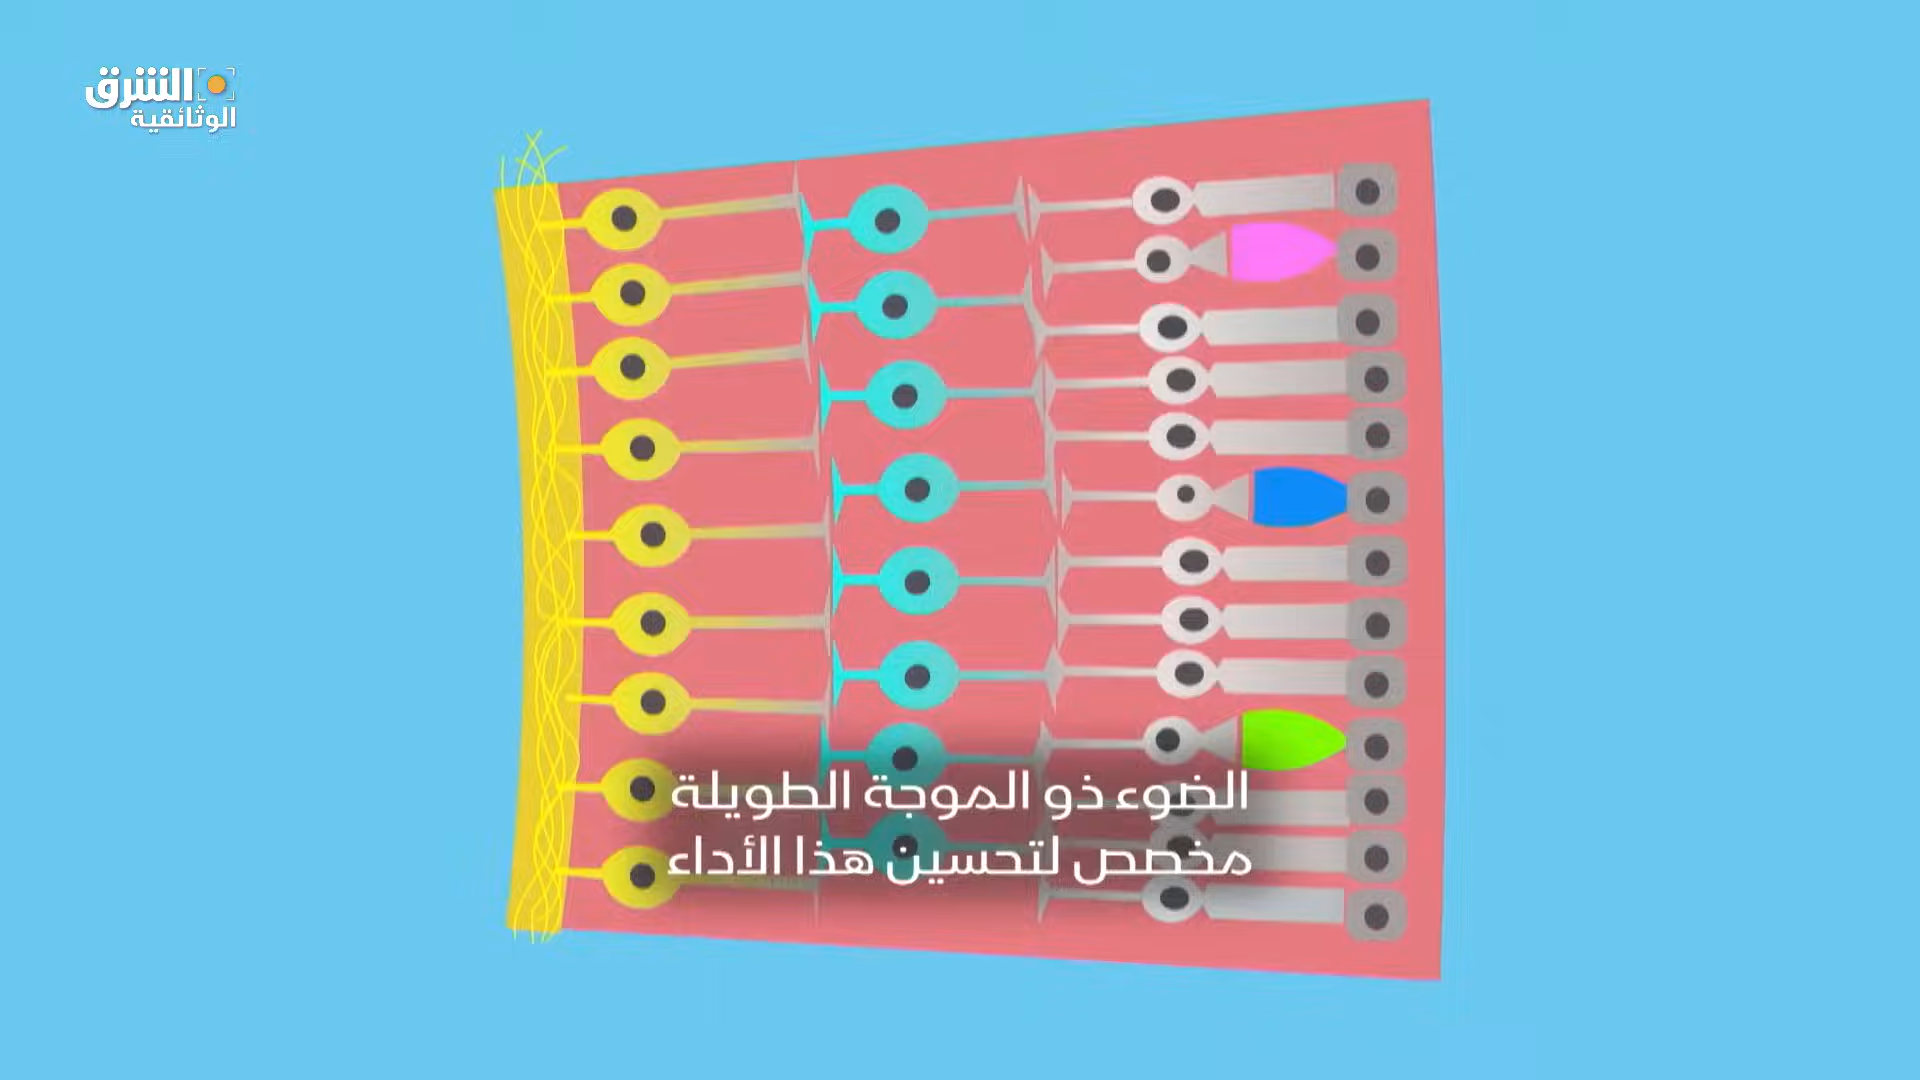 الشرق
الوثائقية
الضوء ذو الموجة الطويلة
مخصص لتحسين هذا الأداء